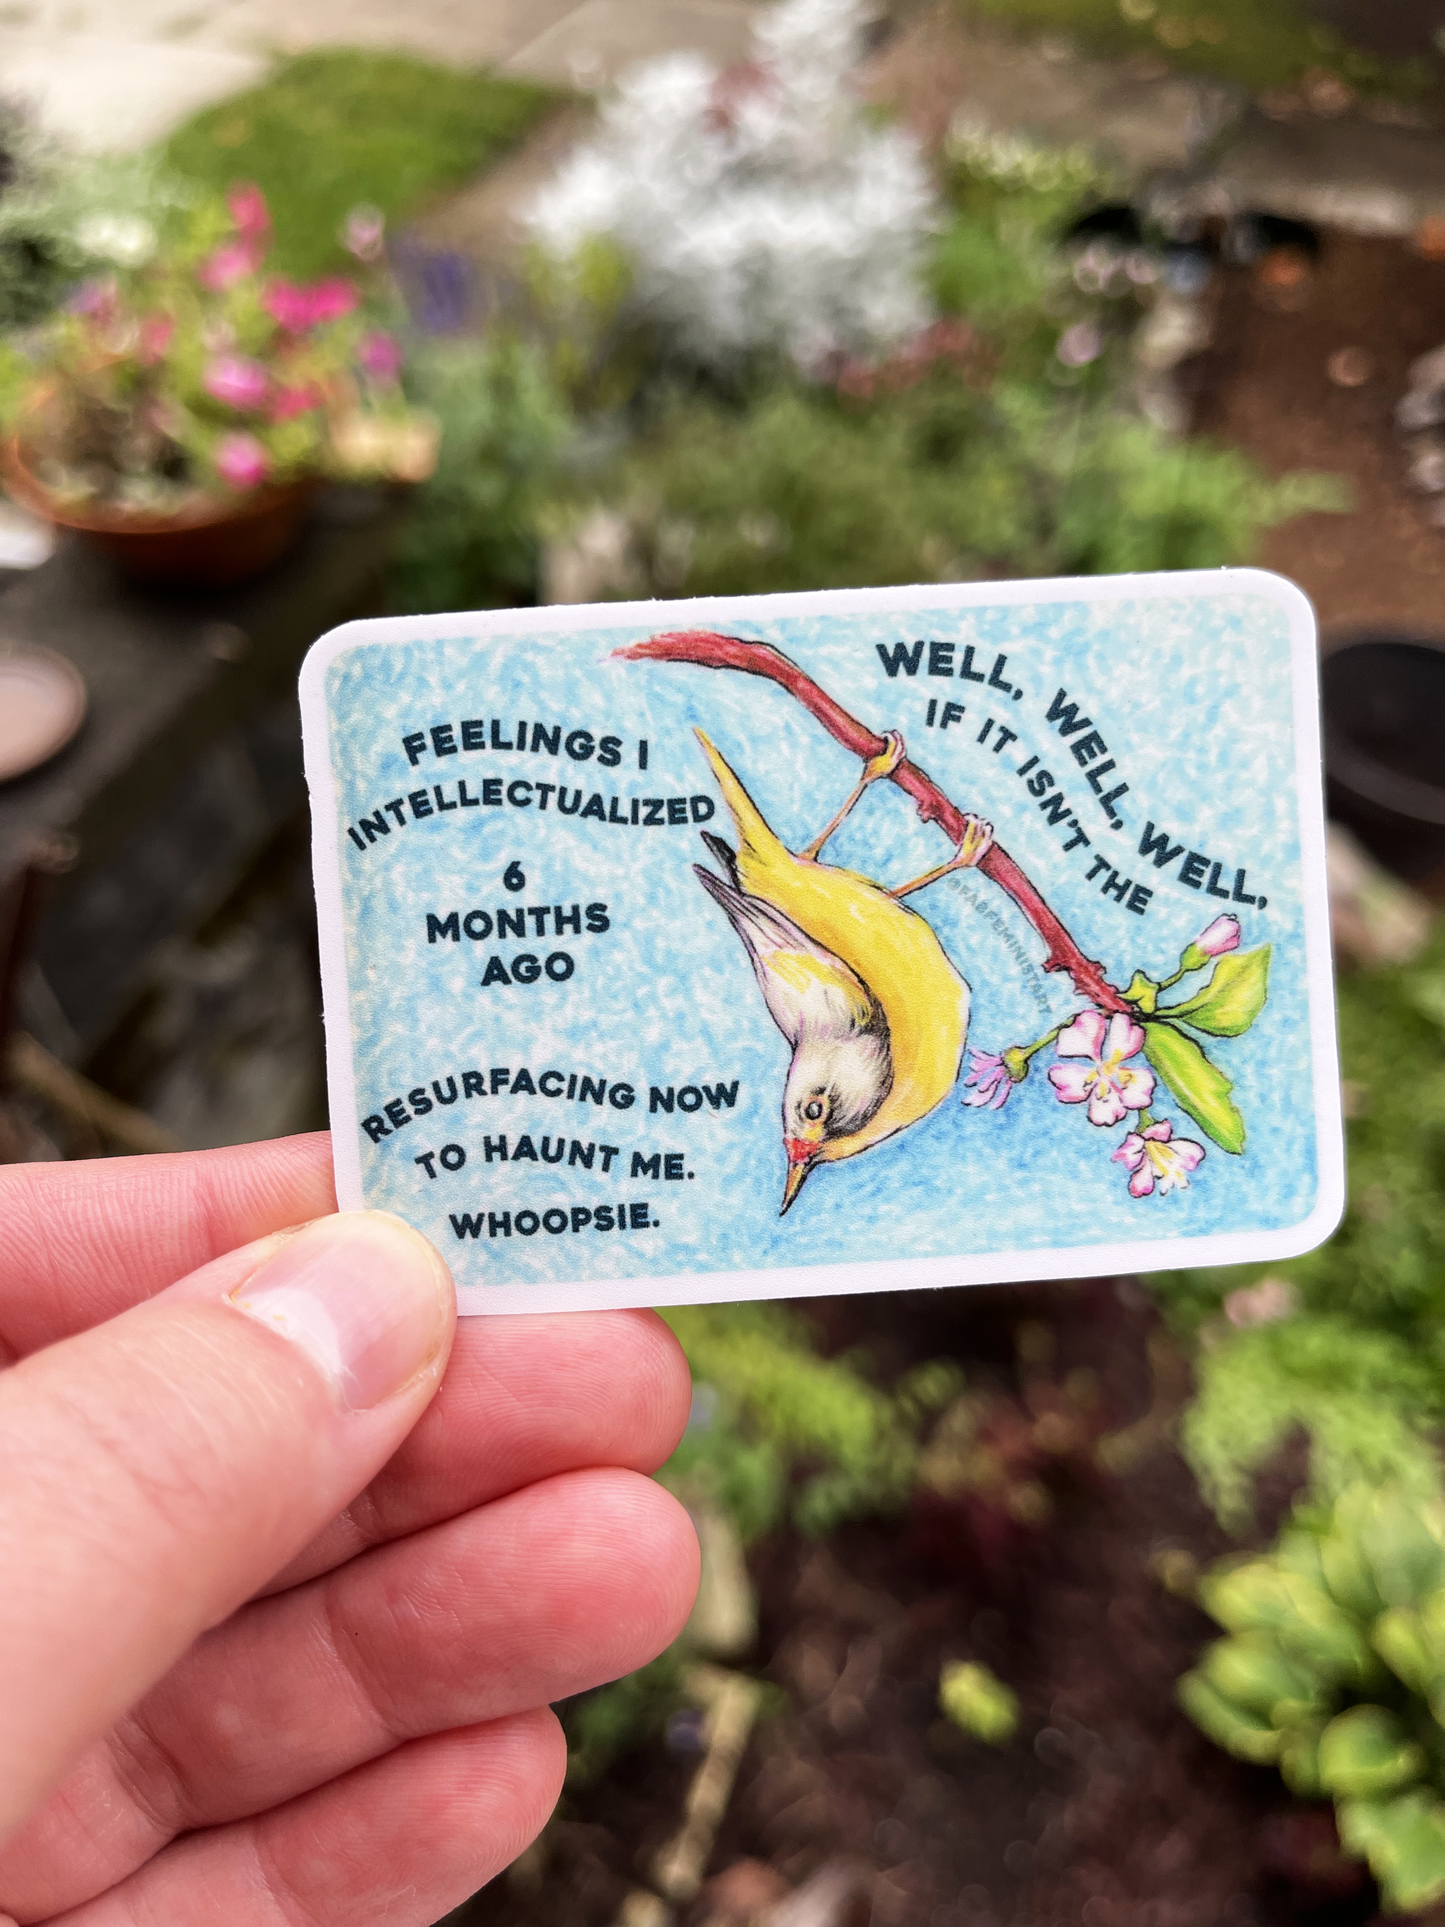 WELL, WELL, WELL,
IF IT ISN'T THE
FEELINGS I
INTELLECTUALIZED
6
MONTHS
AGO
RESURFACING NOW
TO HAUNT ME.
WHOOPSIE.
@FABFEMINISTART